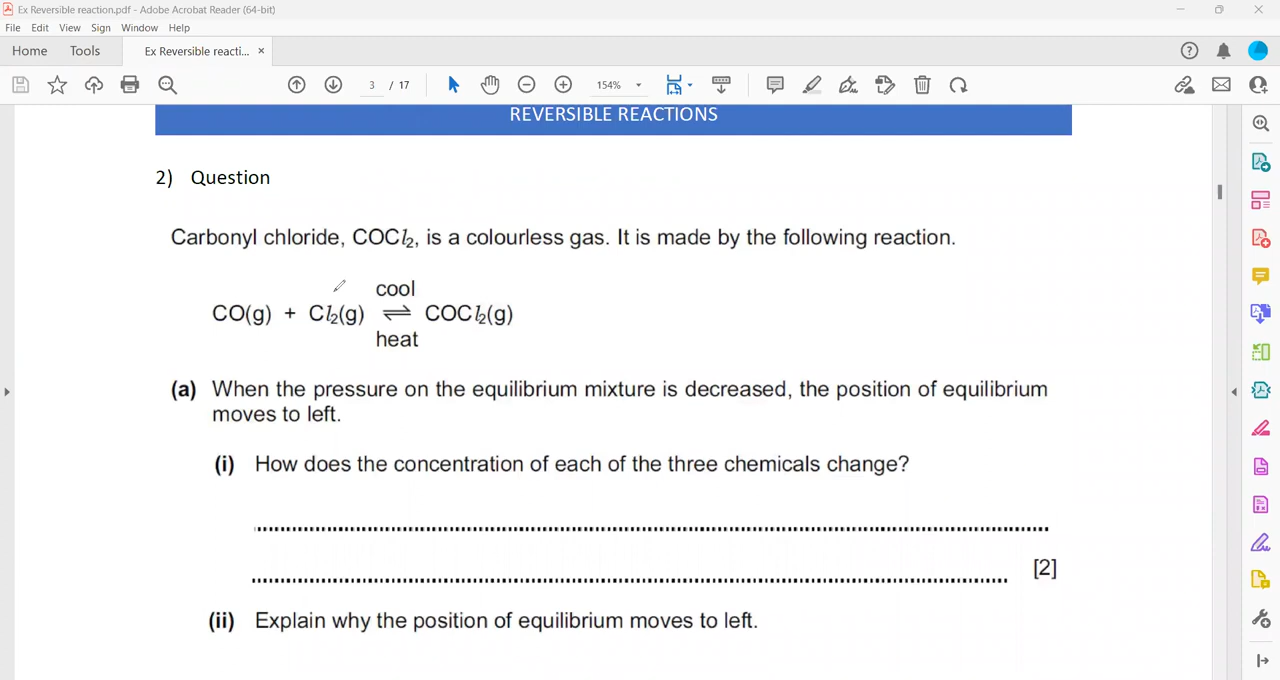 Ex Reversible reaction.pdf - Adobe Acrobat Reader (64-bit)
File Edit View Sign Window Help
Home Tools Ex Reversible reacti... ×
3 / 17 154%
REVERSIBLE REACTIONS
2) Question
Carbonyl chloride, COCl₂, is a colourless gas. It is made by the following reaction.
cool
CO(g) + Cl₂(g) ⇌ COCl₂(g)
heat
(a) When the pressure on the equilibrium mixture is decreased, the position of equilibrium
moves to left.
(i) How does the concentration of each of the three chemicals change?
[2]
(ii) Explain why the position of equilibrium moves to left.